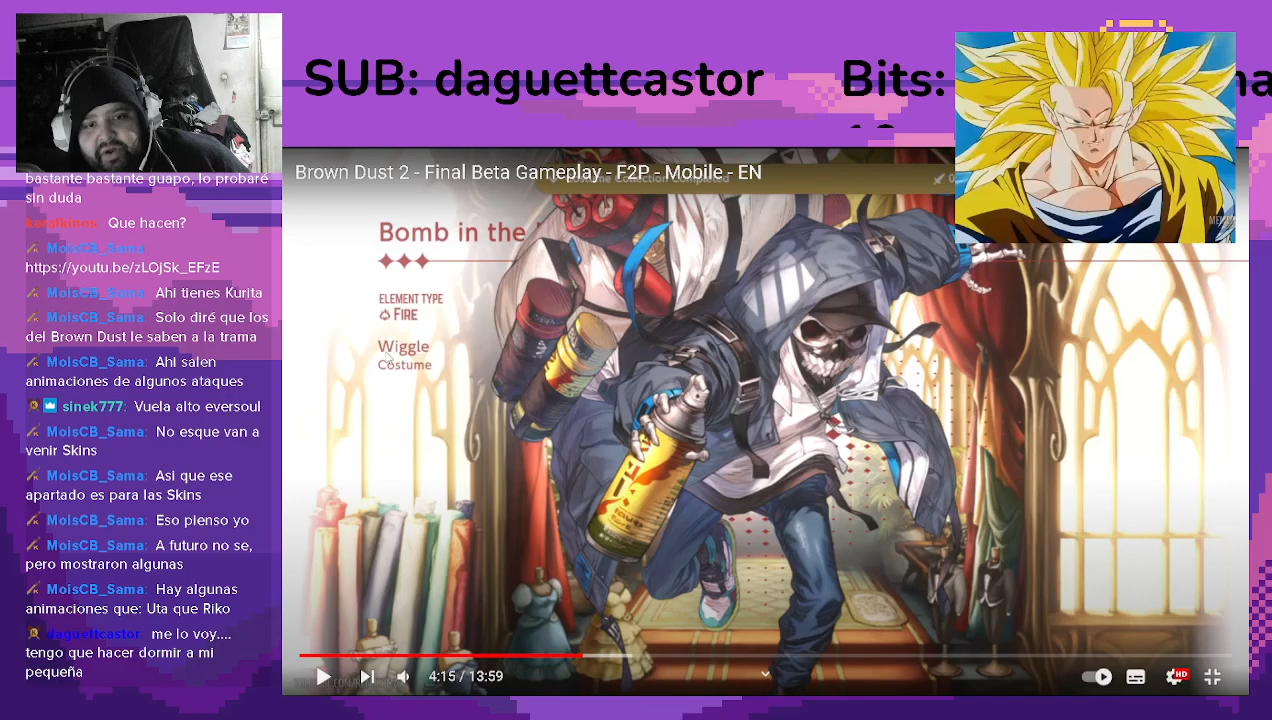 SUB: daguettcastor
Bits:
bastante bastante guapo, lo probaré
sin duda
Que hacen?
MoisCB_Sama:
https://youtu.be/zLOjSk_EFzE
MoisCB_Sama: Ahi tienes Kurita
MoisCB_Sama: Solo diré que los
del Brown Dust le saben a la trama
MoisCB_Sama: Ahi salen
animaciones de algunos ataques
sinek777: Vuela alto eversoul
MoisCB_Sama: No esque van a
venir Skins
MoisCB_Sama: Asi que ese
apartado es para las Skins
MoisCB_Sama: Eso pienso yo
MoisCB_Sama: A futuro no se,
pero mostraron algunas
MoisCB_Sama: Hay algunas
animaciones que: Uta que Riko
daguettcastor: me lo voy....
tengo que hacer dormir a mi
pequeña
Brown Dust 2 - Final Beta Gameplay - F2P - Mobile - EN
Costume Collection Completed
Bomb in the
ELEMENT TYPE
FIRE
Wiggle
Costume
4:15 / 13:59
HD